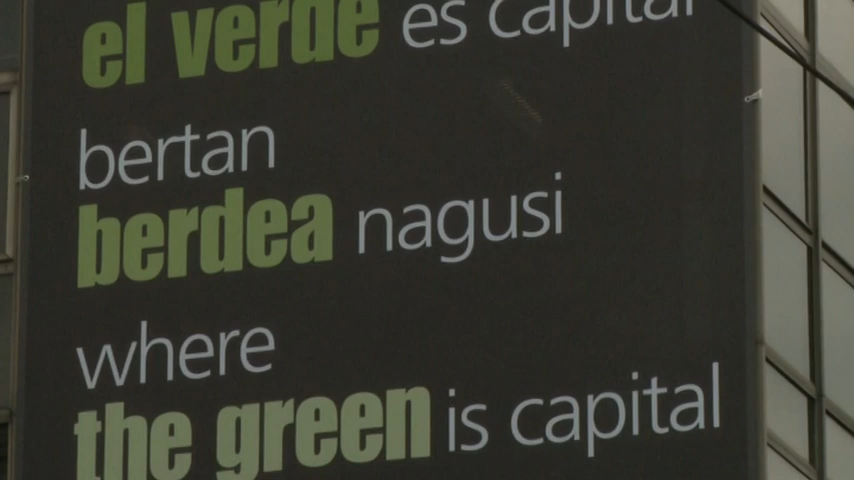 el verde es capital
bertan
berdea nagusi
where
the green is capital